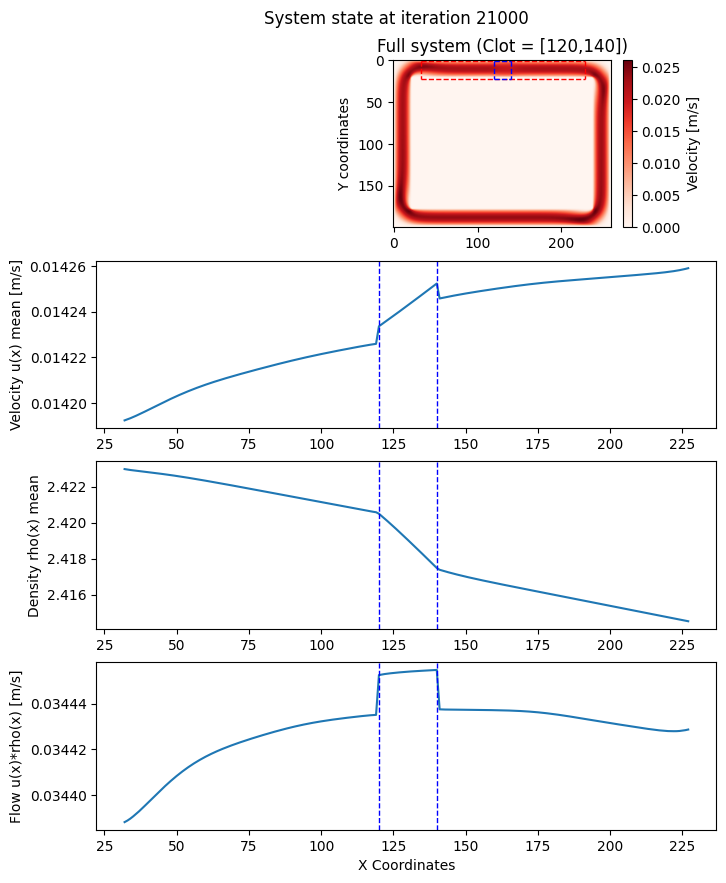 System state at iteration 21000
Full system (Clot = [120,140])
0
50
100
150
Y coordinates
0 100 200
0.025
0.020
0.015
0.010
0.005
0.000
Velocity [m/s]
0.01426
0.01424
0.01422
0.01420
Velocity u(x) mean [m/s]
25 50 75 100 125 150 175 200 225
2.422
2.420
2.418
2.416
Density rho(x) mean
25 50 75 100 125 150 175 200 225
0.03444
0.03442
0.03440
Flow u(x)*rho(x) [m/s]
25 50 75 100 125 150 175 200 225
X Coordinates